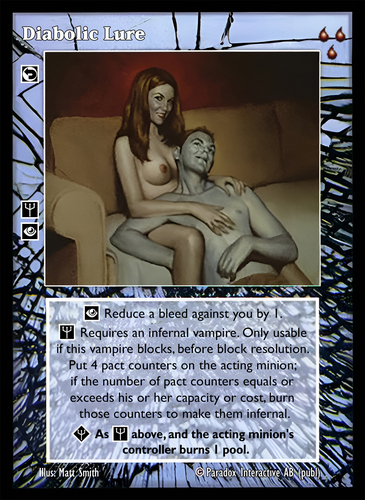 Diabolic Lure
Reduce a bleed against you by 1.
Requires an infernal vampire. Only usable
if this vampire blocks, before block resolution.
Put 4 pact counters on the acting minion;
if the number of pact counters equals or
exceeds his or her capacity or cost, burn
those counters to make them infernal.
As above, and the acting minion's
controller burns 1 pool.
Illus: Matt Smith
© Paradox Interactive AB (publ)